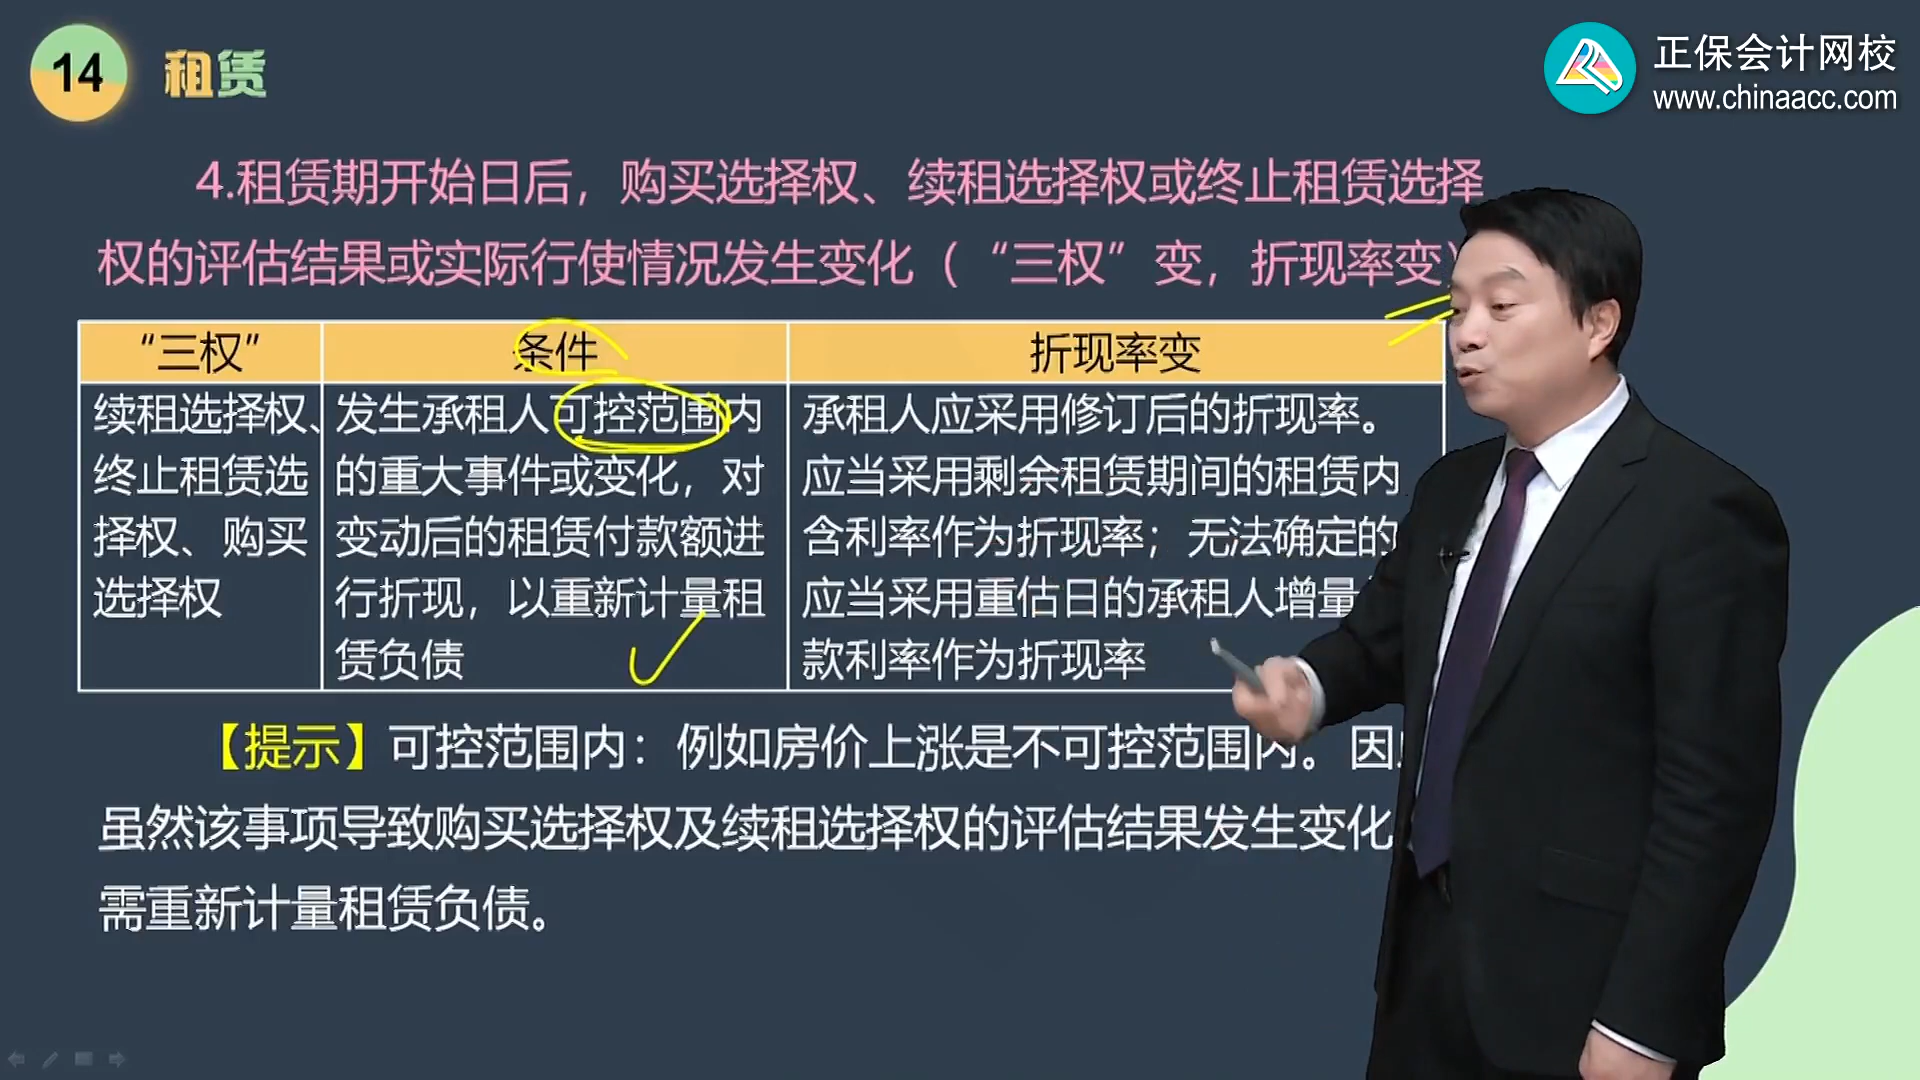 14 租赁
正保会计网校
www.chinaacc.com
4.租赁期开始日后，购买选择权、续租选择权或终止租赁选择
权的评估结果或实际行使情况发生变化（“三权”变，折现率变）
“三权” 条件 折现率变
续租选择权、 发生承租人可控范围内 承租人应采用修订后的折现率。
终止租赁选 的重大事件或变化，对 应当采用剩余租赁期间的租赁内
择权、购买 变动后的租赁付款额进 含利率作为折现率；无法确定的
选择权 行折现，以重新计量租 应当采用重估日的承租人增量
赁负债 款利率作为折现率
【提示】可控范围内：例如房价上涨是不可控范围内。因
虽然该事项导致购买选择权及续租选择权的评估结果发生变化
需重新计量租赁负债。